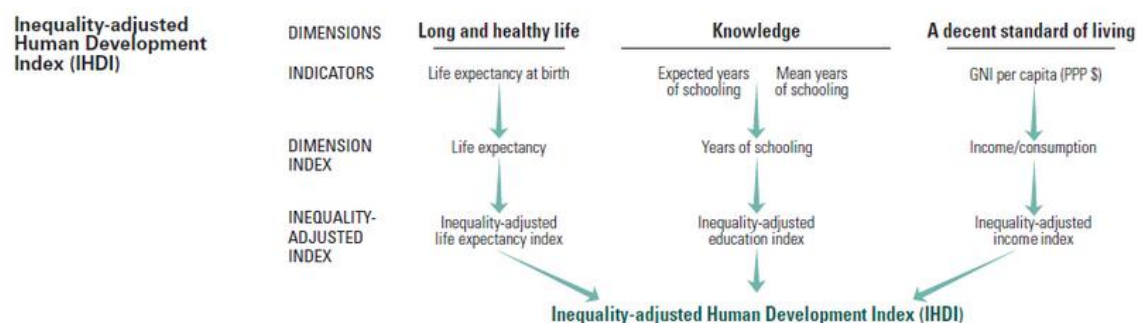 Inequality-adjusted
Human Development
Index (IHDI)
DIMENSIONS
Long and healthy life
Knowledge
A decent standard of living
INDICATORS
Life expectancy at birth
Expected years
of schooling
Mean years
of schooling
GNI per capita (PPP $)
DIMENSION
INDEX
Life expectancy
Years of schooling
Income/consumption
INEQUALITY-
ADJUSTED
INDEX
Inequality-adjusted
life expectancy index
Inequality-adjusted
education index
Inequality-adjusted
income index
Inequality-adjusted Human Development Index (IHDI)